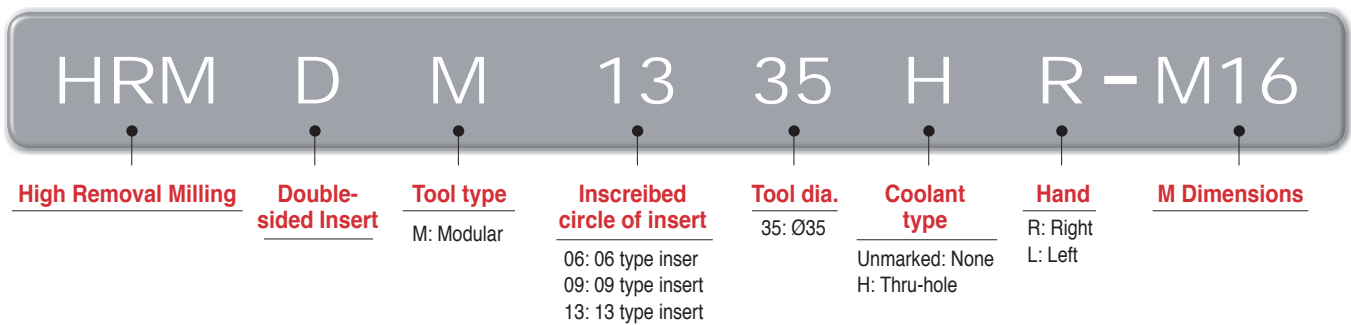 HRM D M 13 35 H R - M16
High Removal Milling
Double-
sided Insert
Tool type
M: Modular
Inscreibed
circle of insert
06: 06 type inser
09: 09 type insert
13: 13 type insert
Tool dia.
35: Ø35
Coolant
type
Unmarked: None
H: Thru-hole
Hand
R: Right
L: Left
M Dimensions